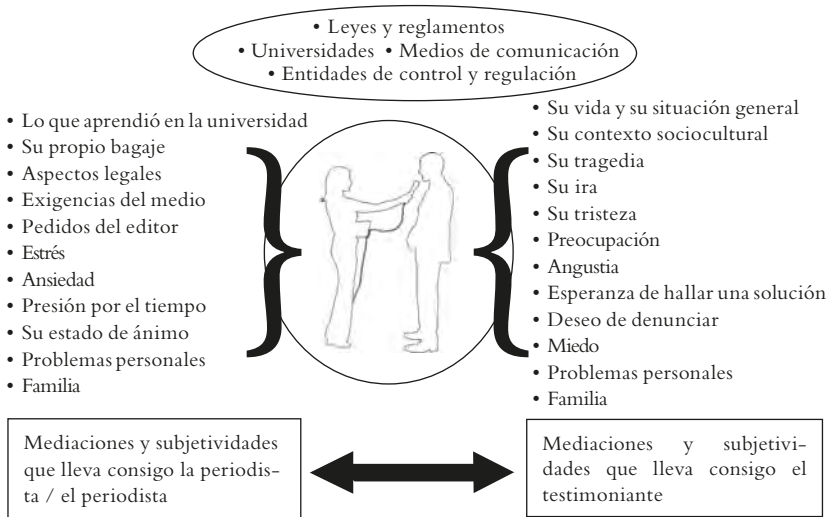 • Leyes y reglamentos
• Universidades • Medios de comunicación
• Entidades de control y regulación
• Lo que aprendió en la universidad
• Su propio bagaje
• Aspectos legales
• Exigencias del medio
• Pedidos del editor
• Estrés
• Ansiedad
• Presión por el tiempo
• Su estado de ánimo
• Problemas personales
• Familia
• Su vida y su situación general
• Su contexto sociocultural
• Su tragedia
• Su ira
• Su tristeza
• Preocupación
• Angustia
• Esperanza de hallar una solución
• Deseo de denunciar
• Miedo
• Problemas personales
• Familia
Mediaciones y subjetividades
que lleva consigo la periodis-
ta / el periodista
Mediaciones y subjetivi-
dades que lleva consigo el
testimoniante